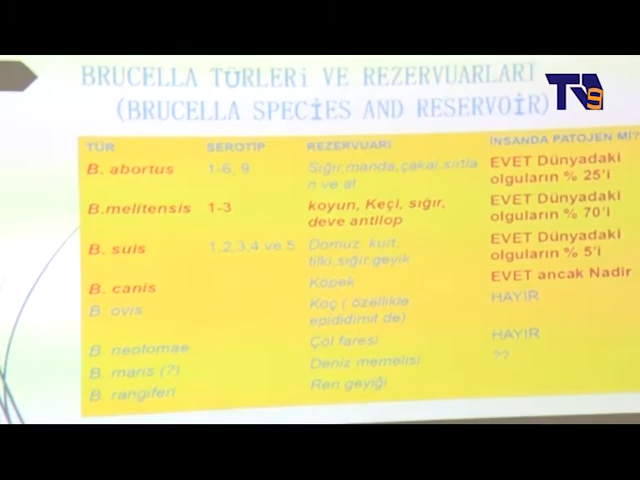 BRUCELLA TÜRLERİ VE REZERVUARLARI
(BRUCELLA SPECİES AND RESERVOİR)
TV9
TÜR SEROTİP REZERVUARI İNSANDA PATOJEN Mİ?
B. abortus 1-6, 9 Sığır,manda,çakal,sırtla
n ve at EVET Dünyadaki
olguların % 25'i
B.melitensis 1-3 koyun, Keçi, sığır,
deve antilop EVET Dünyadaki
olguların % 70'i
B. suis 1,2,3,4 ve 5 Domuz, kurt,
tilki,sığır,geyik EVET Dünyadaki
olguların % 5'i
B. canis Köpek EVET ancak Nadir
B. ovis Koç ( özellikle
epididimit de) HAYIR
B. neotomae Çöl faresi HAYIR
B. maris (?) Deniz memelisi ??
B. rangiferi Ren geyiği